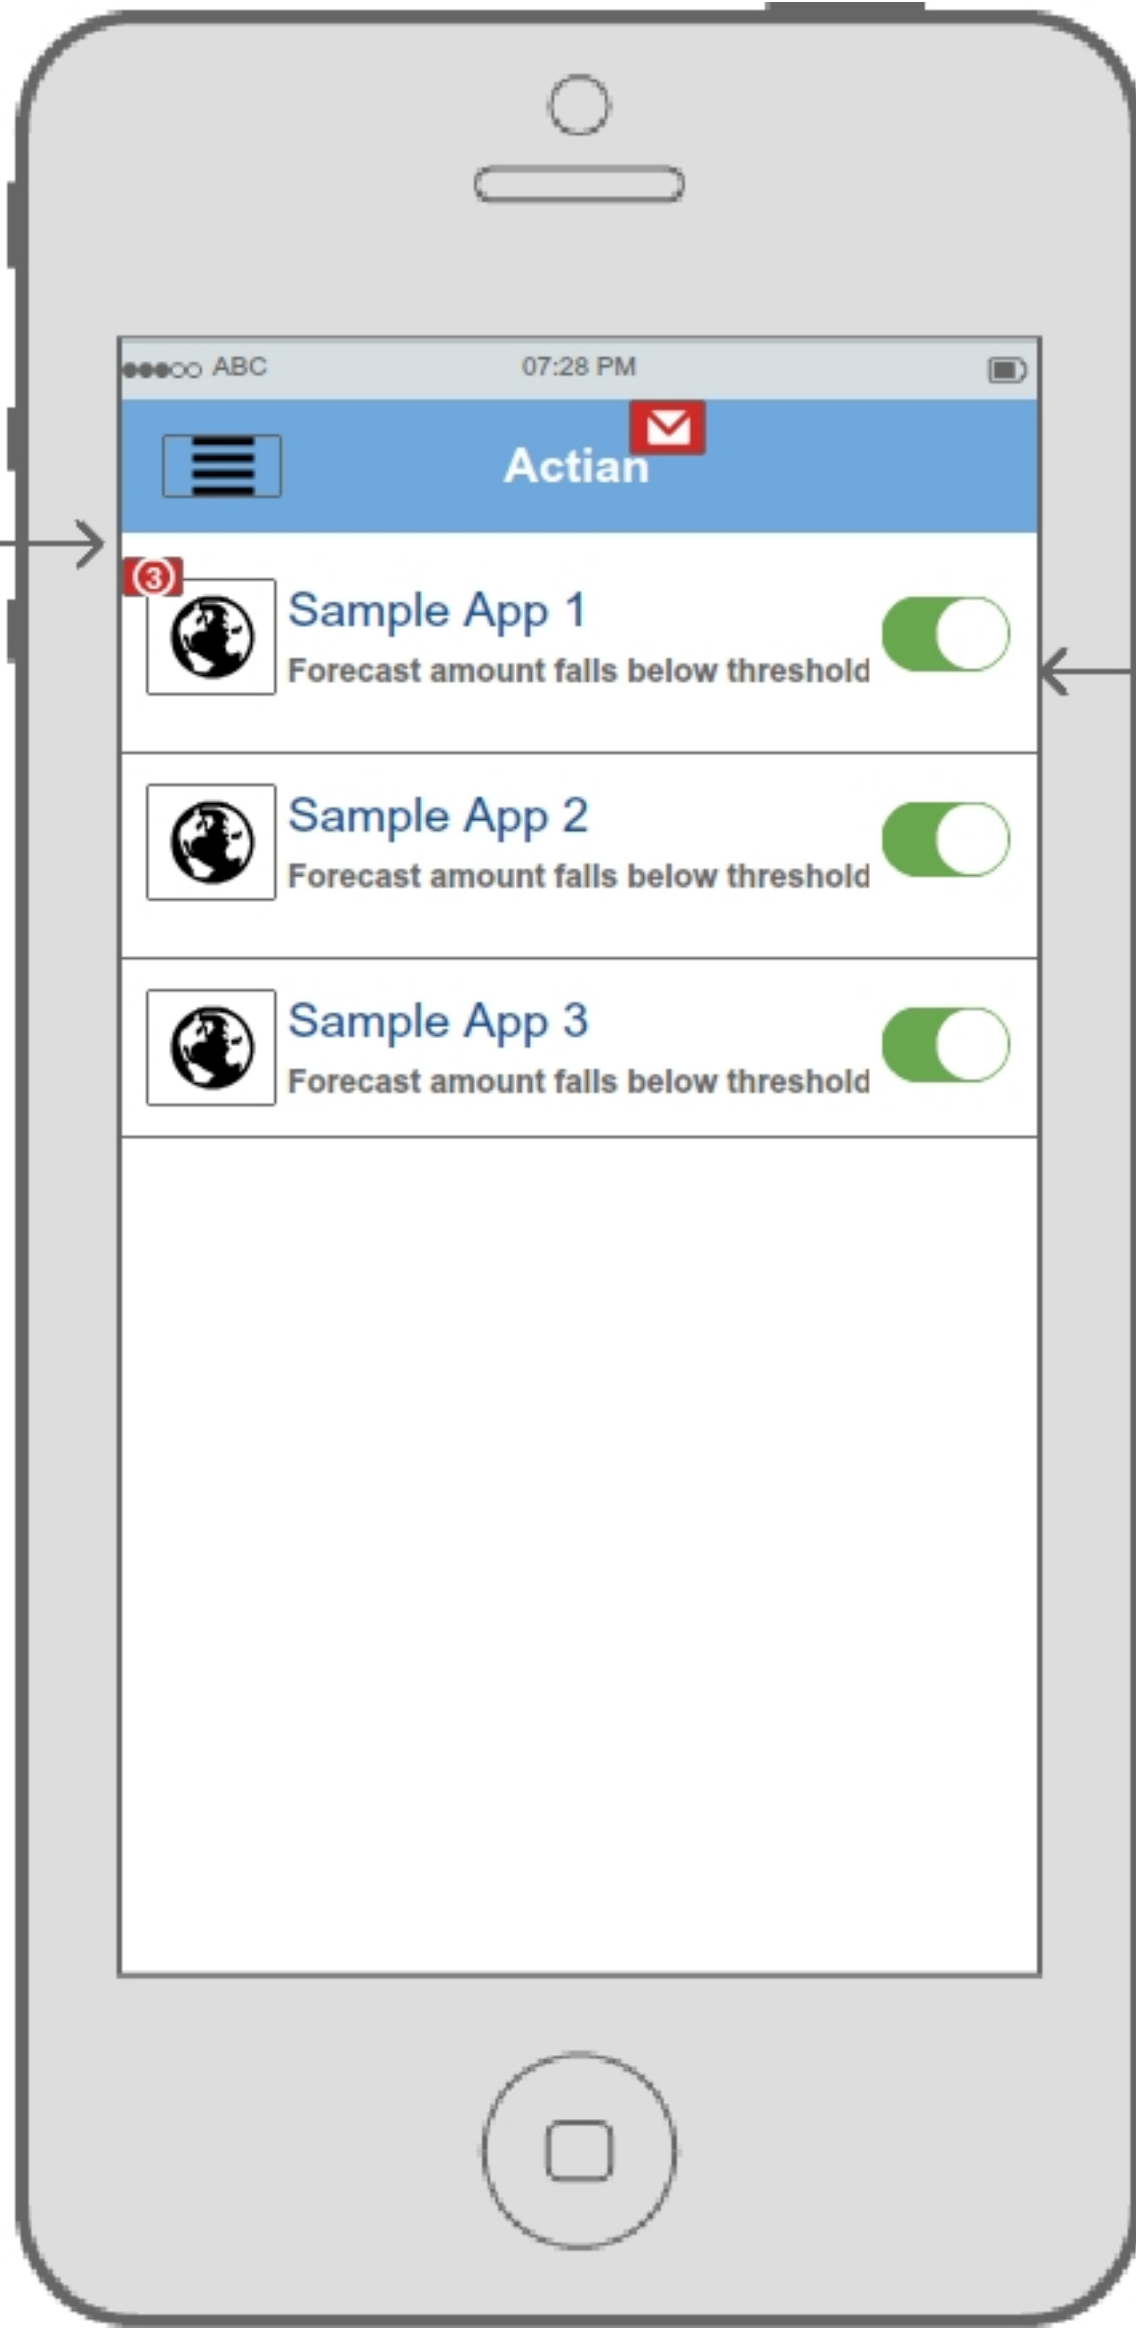 ABC
07:28 PM
Actian
3
Sample App 1
Forecast amount falls below threshold
Sample App 2
Forecast amount falls below threshold
Sample App 3
Forecast amount falls below threshold